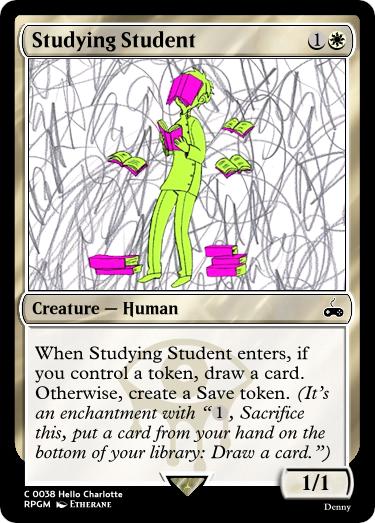 Studying Student 1
Creature — Human
When Studying Student enters, if
you control a token, draw a card.
Otherwise, create a Save token. (It's
an enchantment with “1, Sacrifice
this, put a card from your hand on the
bottom of your library: Draw a card.”)
1/1
C 0038 Hello Charlotte
RPGM ETHERANE
Denny